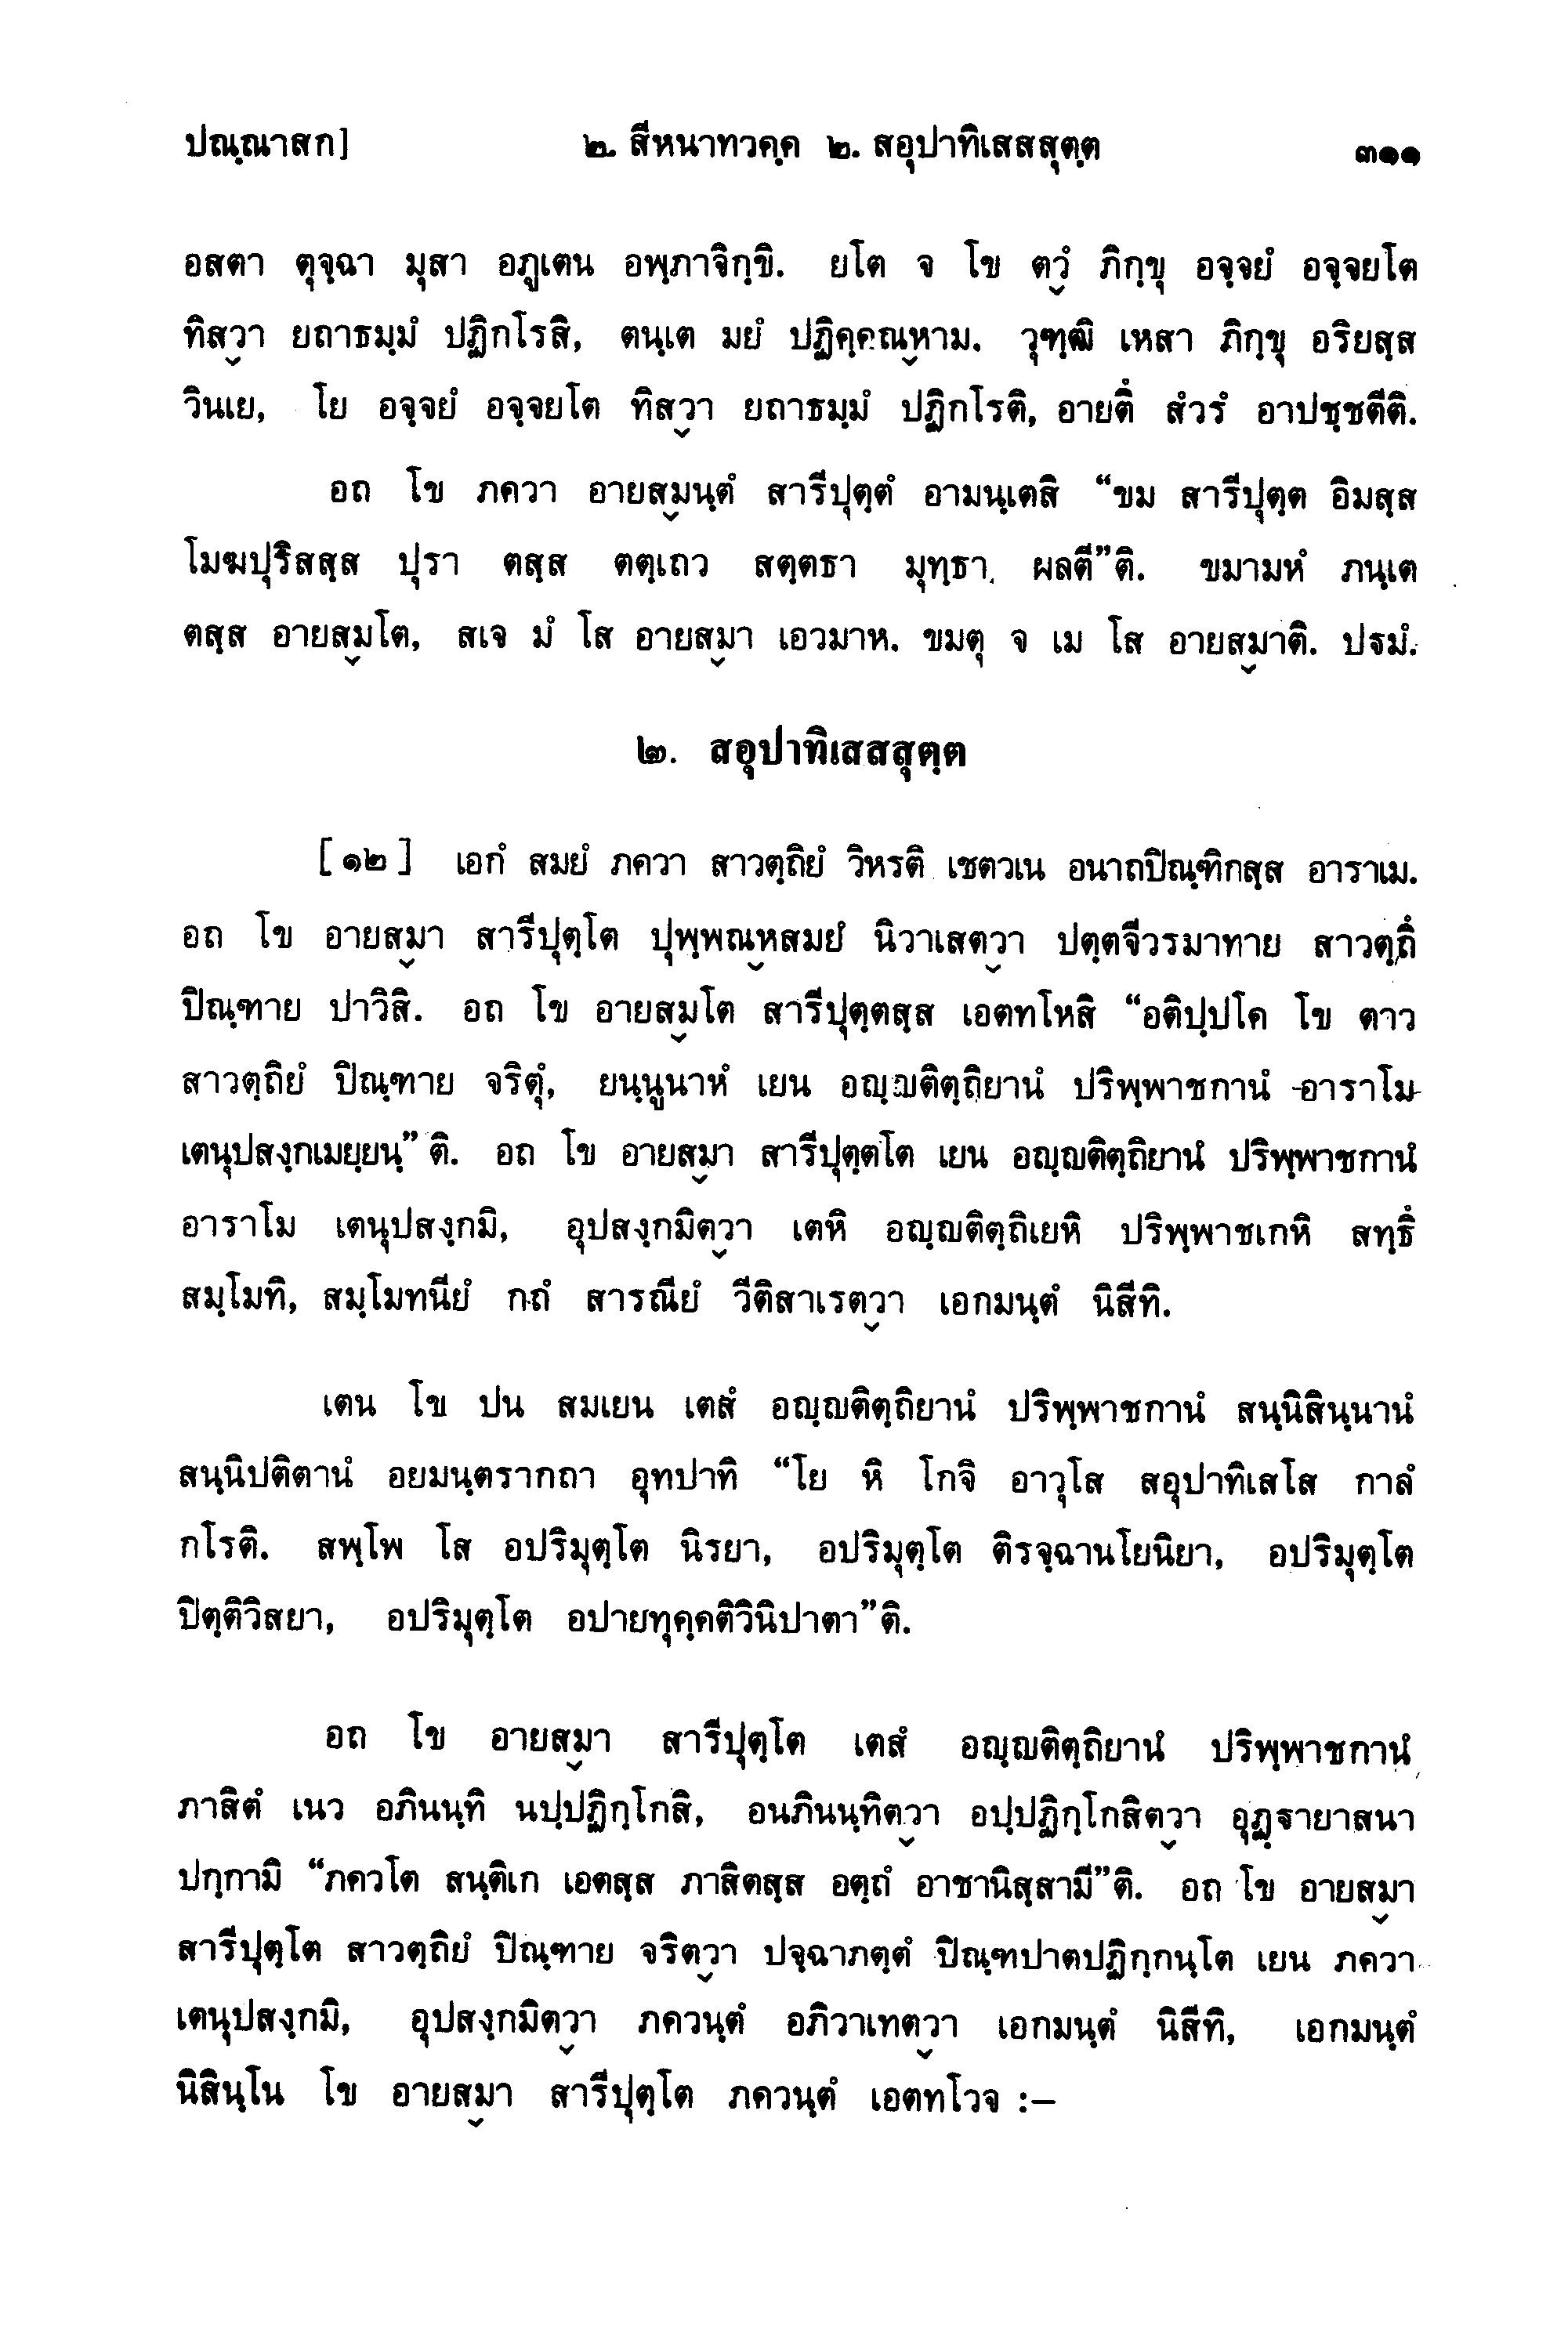 ปณฺณาสก] ๒. สีหนาทวคฺค ๒. สอุปาทิเสสสุตฺต ๓๑๑
อสตา ตุจฺฉา มุสา อภูเตน อพฺภาจิกฺขิ. ยโต จ โข ตฺวํ ภิกฺขุ อจฺจยํ อจฺจยโต
ทิสฺวา ยถาธมฺมํ ปฏิกโรสิ, ตนฺเต มยํ ปฏิคฺคณฺหาม. วุฑฺฒิ เหสา ภิกฺขุ อริยสฺส
วินเย, โย อจฺจยํ อจฺจยโต ทิสฺวา ยถาธมฺมํ ปฏิกโรติ, อายตึ สํวรํ อาปชฺชตีติ.
อถ โข ภควา อายสฺมนฺตํ สารีปุตฺตํ อามนฺเตสิ “ขม สารีปุตฺต อิมสฺส
โมฆปุริสสฺส ปุรา ตสฺส ตตฺเถว สตฺตธา มุทฺธา ผลตี”ติ. ขมามหํ ภนฺเต
ตสฺส อายสฺมโต, สเจ มํ โส อายสฺมา เอวมาห. ขมตุ จ เม โส อายสฺมาติ. ปฐมํ.
๒. สอุปาทิเสสสุตฺต
[๑๒] เอกํ สมยํ ภควา สาวตฺถิยํ วิหรติ เชตวเน อนาถปิณฺฑิกสฺส อาราเม.
อถ โข อายสฺมา สารีปุตฺโต ปุพฺพณฺหสมยํ นิวาเสตฺวา ปตฺตจีวรมาทาย สาวตฺถึ
ปิณฺฑาย ปาวิสิ. อถ โข อายสฺมโต สารีปุตฺตสฺส เอตทโหสิ “อติปฺปโค โข ตาว
สาวตฺถิยํ ปิณฺฑาย จริตุํ, ยนฺนูนาหํ เยน อญฺญติตฺถิยานํ ปริพฺพาชกานํ อาราโม
เตนุปสงฺกเมยฺยนฺ”ติ. อถ โข อายสฺมา สารีปุตฺตโต เยน อญฺญติตฺถิยานํ ปริพฺพาชกานํ
อาราโม เตนุปสงฺกมิ, อุปสงฺกมิตฺวา เตหิ อญฺญติตฺถิเยหิ ปริพฺพาชเกหิ สทฺธึ
สมฺโมทิ, สมฺโมทนียํ กถํ สารณียํ วีติสาเรตฺวา เอกมนฺตํ นิสีทิ.
เตน โข ปน สมเยน เตสํ อญฺญติตฺถิยานํ ปริพฺพาชกานํ สนฺนิสินฺนานํ
สนฺนิปติตานํ อยมนฺตรากถา อุทปาทิ “โย หิ โกจิ อาวุโส สอุปาทิเสโส กาลํ
กโรติ. สพฺโพ โส อปริมุตฺโต นิรยา, อปริมุตฺโต ติรจฺฉานโยนิยา, อปริมุตฺโต
ปิตฺติวิสยา, อปริมุตฺโต อปายทุคฺคติวินิปาตา”ติ.
อถ โข อายสฺมา สารีปุตฺโต เตสํ อญฺญติตฺถิยานํ ปริพฺพาชกานํ
ภาสิตํ เนว อภินนฺทิ นปฺปฏิกฺโกสิ, อนภินนฺทิตฺวา อปฺปฏิกฺโกสิตฺวา อุฏฺฐายาสนา
ปกฺกามิ “ภควโต สนฺติเก เอตสฺส ภาสิตสฺส อตฺถํ อาชานิสฺสามี”ติ. อถ โข อายสฺมา
สารีปุตฺโต สาวตฺถิยํ ปิณฺฑาย จริตฺวา ปจฺฉาภตฺตํ ปิณฺฑปาตปฏิกฺกนฺโต เยน ภควา
เตนุปสงฺกมิ, อุปสงฺกมิตฺวา ภควนฺตํ อภิวาเทตฺวา เอกมนฺตํ นิสีทิ, เอกมนฺตํ
นิสินฺโน โข อายสฺมา สารีปุตฺโต ภควนฺตํ เอตทโวจ :–